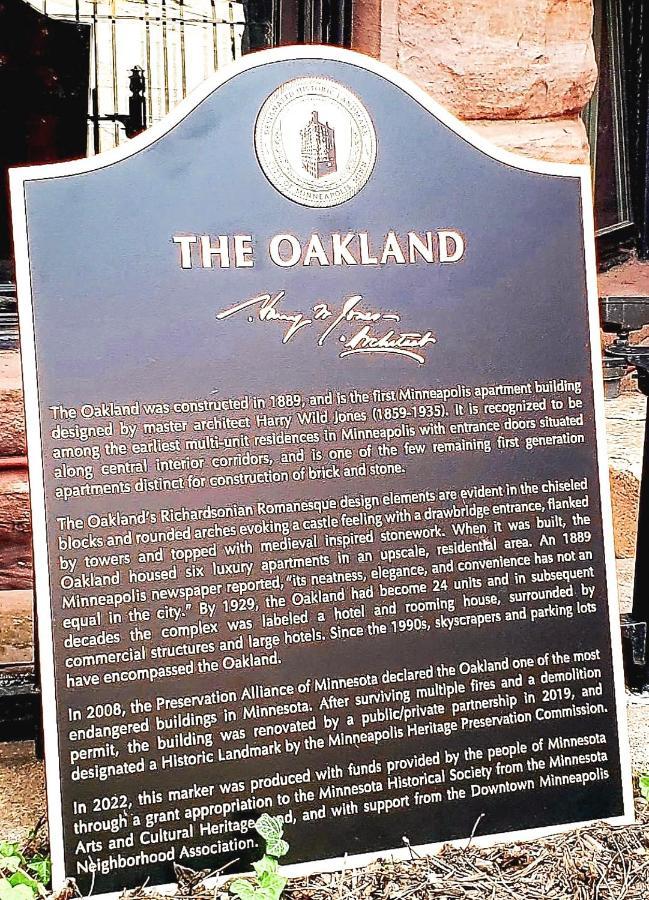 DESIGNATED HISTORIC LANDMARK
MINNEAPOLIS
THE OAKLAND
Harry W Jones
Architect
The Oakland was constructed in 1889, and is the first Minneapolis apartment building
designed by master architect Harry Wild Jones (1859-1935). It is recognized to be
among the earliest multi-unit residences in Minneapolis with entrance doors situated
along central interior corridors, and is one of the few remaining first generation
apartments distinct for construction of brick and stone.
The Oakland's Richardsonian Romanesque design elements are evident in the chiseled
blocks and rounded arches evoking a castle feeling with a drawbridge entrance, flanked
by towers and topped with medieval inspired stonework. When it was built, the
Oakland housed six luxury apartments in an upscale, residential area. An 1889
Minneapolis newspaper reported, "its neatness, elegance, and convenience has not an
equal in the city." By 1929, the Oakland had become 24 units and in subsequent
decades the complex was labeled a hotel and rooming house, surrounded by
commercial structures and large hotels. Since the 1990s, skyscrapers and parking lots
have encompassed the Oakland.
In 2008, the Preservation Alliance of Minnesota declared the Oakland one of the most
endangered buildings in Minnesota. After surviving multiple fires and a demolition
permit, the building was renovated by a public/private partnership in 2019, and
designated a Historic Landmark by the Minneapolis Heritage Preservation Commission.
In 2022, this marker was produced with funds provided by the people of Minnesota
through a grant appropriation to the Minnesota Historical Society from the Minnesota
Arts and Cultural Heritage and, and with support from the Downtown Minneapolis
Neighborhood Association.